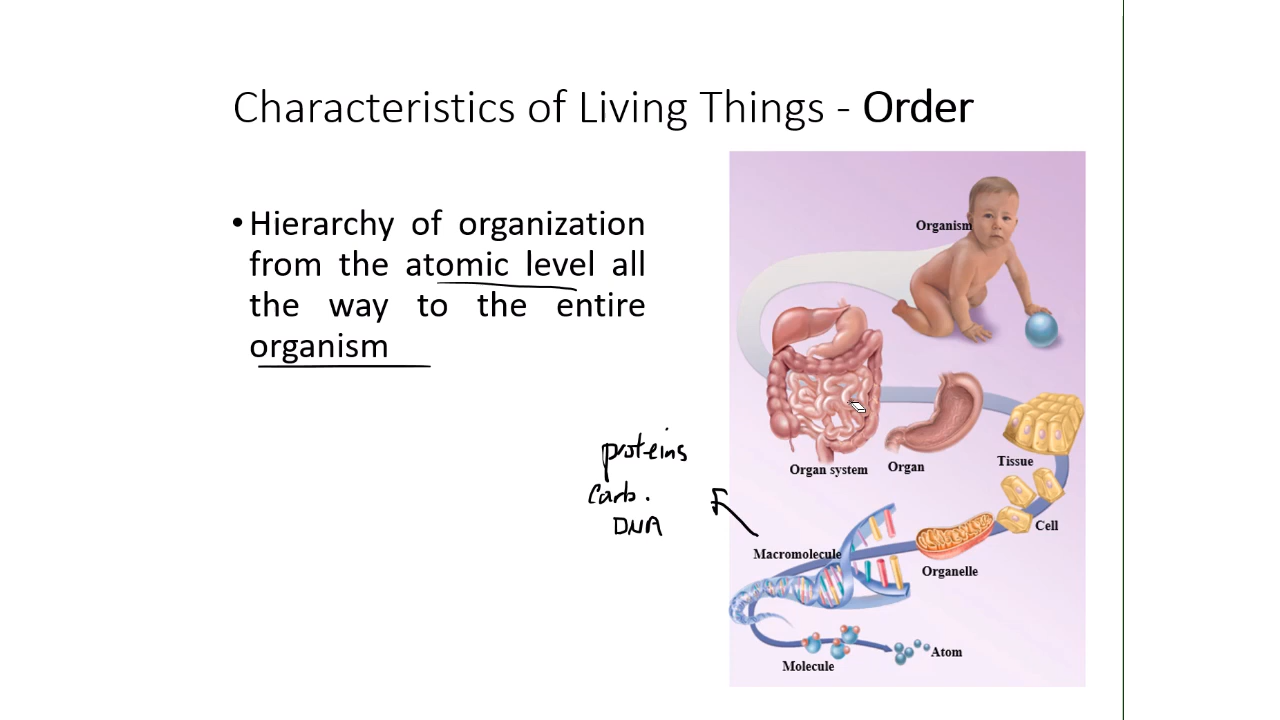 Characteristics of Living Things - Order
• Hierarchy of organization
from the atomic level all
the way to the entire
organism
proteins
Carb.
DNA
Organism
Organ system
Organ
Tissue
Cell
Organelle
Macromolecule
Molecule
Atom